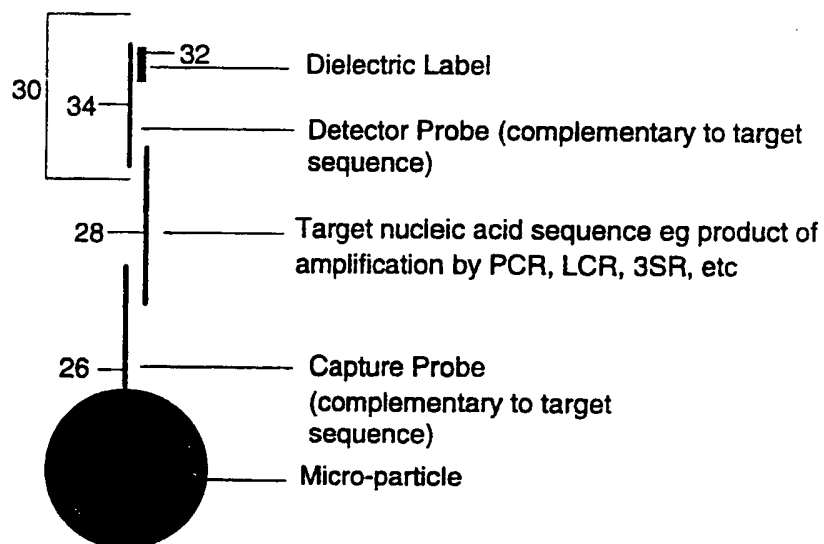 32
Dielectric Label
30
34
Detector Probe (complementary to target
sequence)
28
Target nucleic acid sequence eg product of
amplification by PCR, LCR, 3SR, etc
26
Capture Probe
(complementary to target
sequence)
Micro-particle